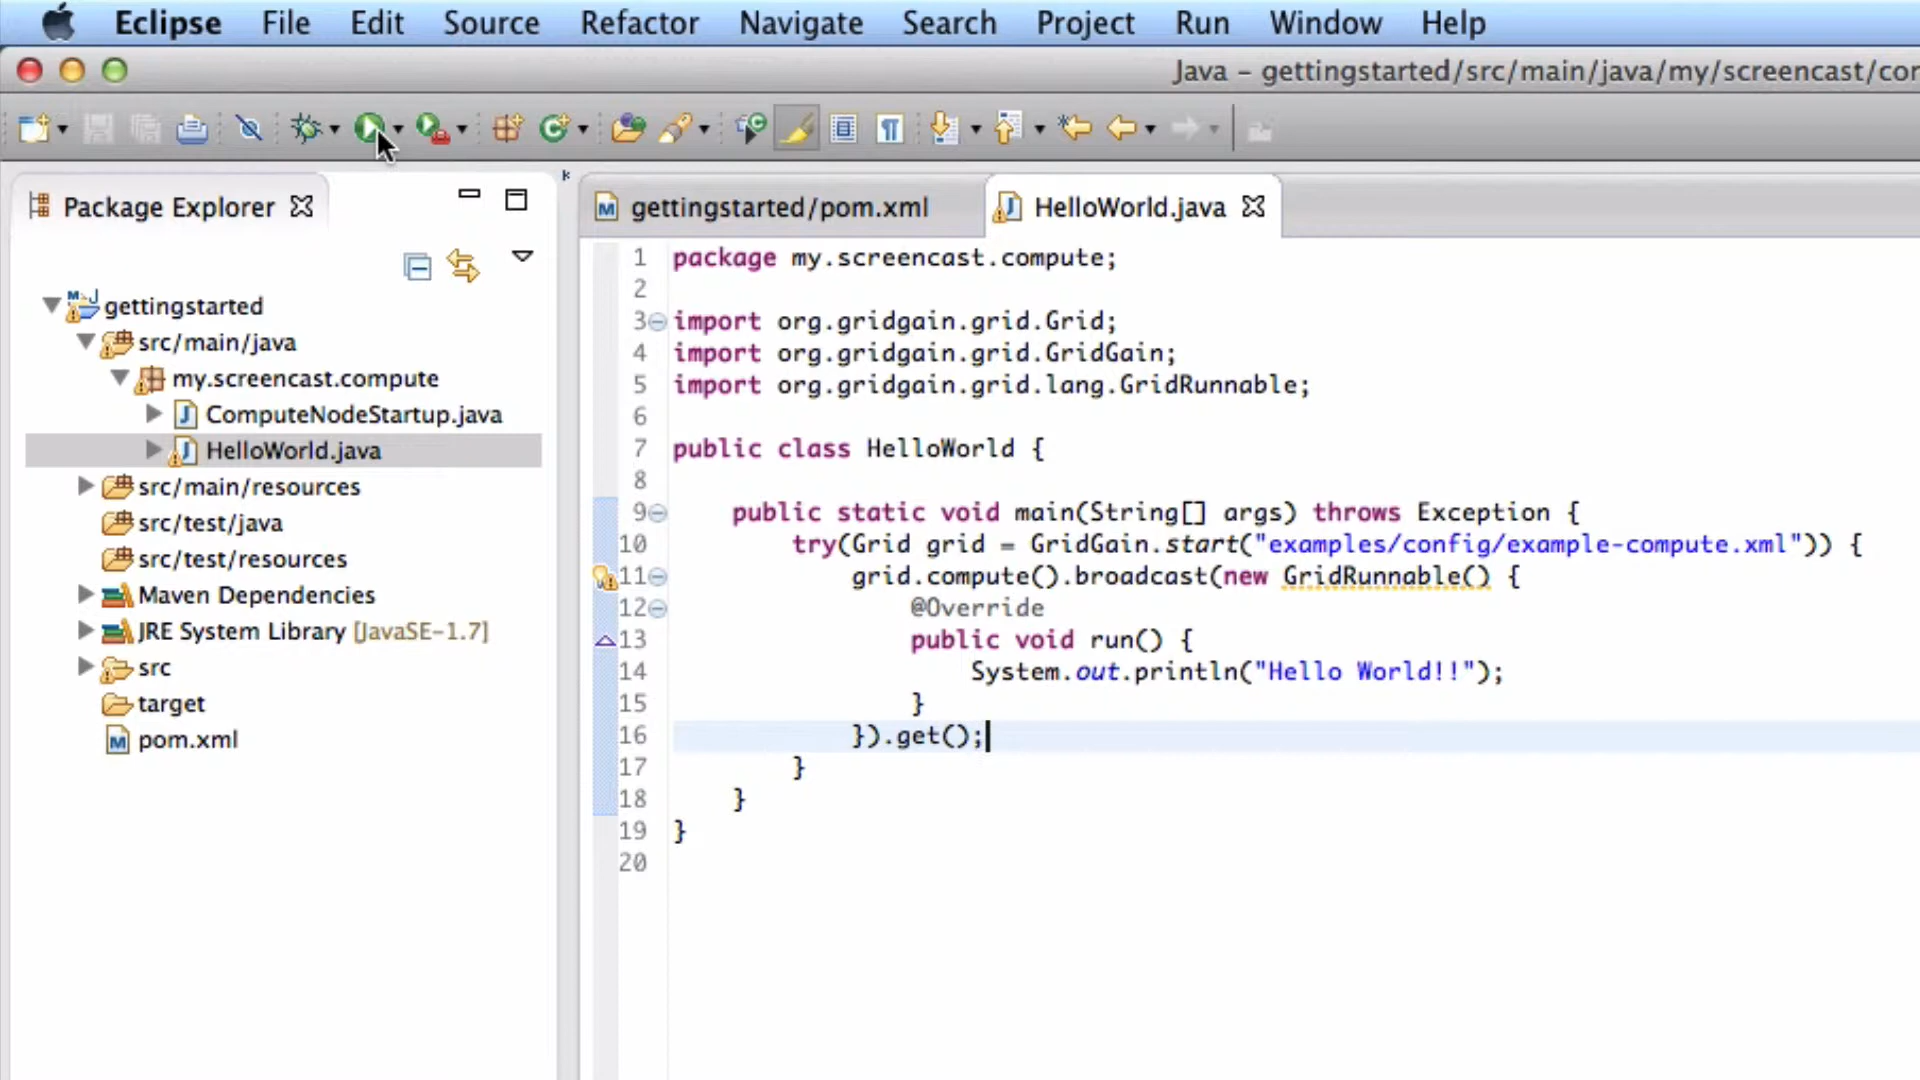 Eclipse File Edit Source Refactor Navigate Search Project Run Window Help
Java – gettingstarted/src/main/java/my/screencast/cor
Package Explorer
gettingstarted/pom.xml
HelloWorld.java
gettingstarted
src/main/java
my.screencast.compute
ComputeNodeStartup.java
HelloWorld.java
src/main/resources
src/test/java
src/test/resources
Maven Dependencies
JRE System Library [JavaSE-1.7]
src
target
pom.xml
1 package my.screencast.compute;
2
3 import org.gridgain.grid.Grid;
4 import org.gridgain.grid.GridGain;
5 import org.gridgain.grid.lang.GridRunnable;
6
7 public class HelloWorld {
8
9 public static void main(String[] args) throws Exception {
10 try(Grid grid = GridGain.start("examples/config/example-compute.xml")) {
11 grid.compute().broadcast(new GridRunnable() {
12 @Override
13 public void run() {
14 System.out.println("Hello World!!");
15 }
16 }).get();
17 }
18 }
19 }
20